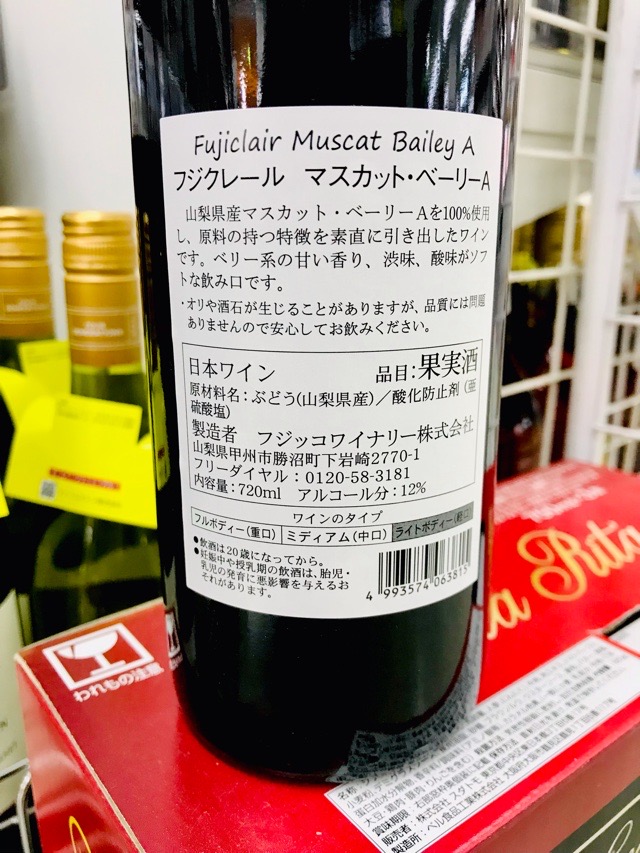 Fujiclair Muscat Bailey A
フジクレール マスカット・ベーリーA
山梨県産マスカット・ベーリーAを100%使用
し、原料の持つ特徴を素直に引き出したワイン
です。ベリー系の甘い香り、渋味、酸味がソフ
トな飲み口です。
・オリや酒石が生じることがありますが、品質には問題
ありませんので安心してお飲みください。
日本ワイン 品目:果実酒
原材料名:ぶどう(山梨県産)/酸化防止剤(亜
硫酸塩)
製造者 フジッコワイナリー株式会社
山梨県甲州市勝沼町下岩崎2770-1
フリーダイヤル:0120-58-3181
内容量:720ml アルコール分:12%
ワインのタイプ
フルボディー(重口) ミディアム(中口) ライトボディー(軽口)
●飲酒は20歳になってから。
●妊娠中や授乳期の飲酒は、胎児・
乳児の発育に悪影響を与えるお
それがあります。
4 993574 063815
われもの注意
Rita